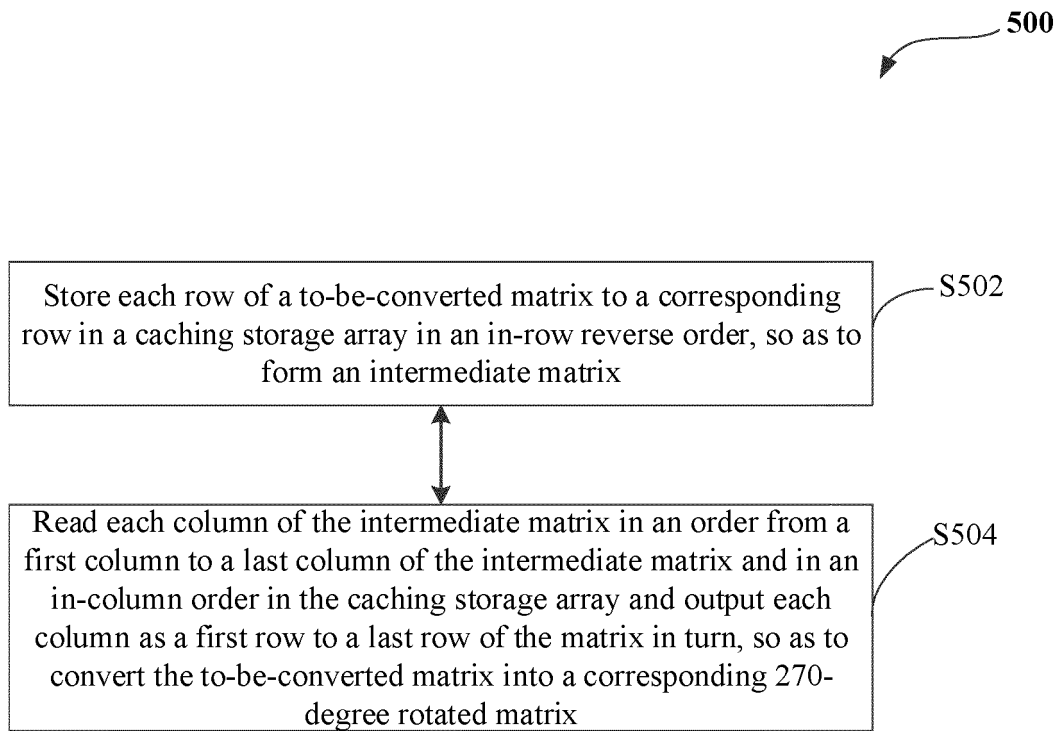 500
Store each row of a to-be-converted matrix to a corresponding
row in a caching storage array in an in-row reverse order, so as to
form an intermediate matrix
S502
Read each column of the intermediate matrix in an order from a
first column to a last column of the intermediate matrix and in an
in-column order in the caching storage array and output each
column as a first row to a last row of the matrix in turn, so as to
convert the to-be-converted matrix into a corresponding 270-
degree rotated matrix
S504